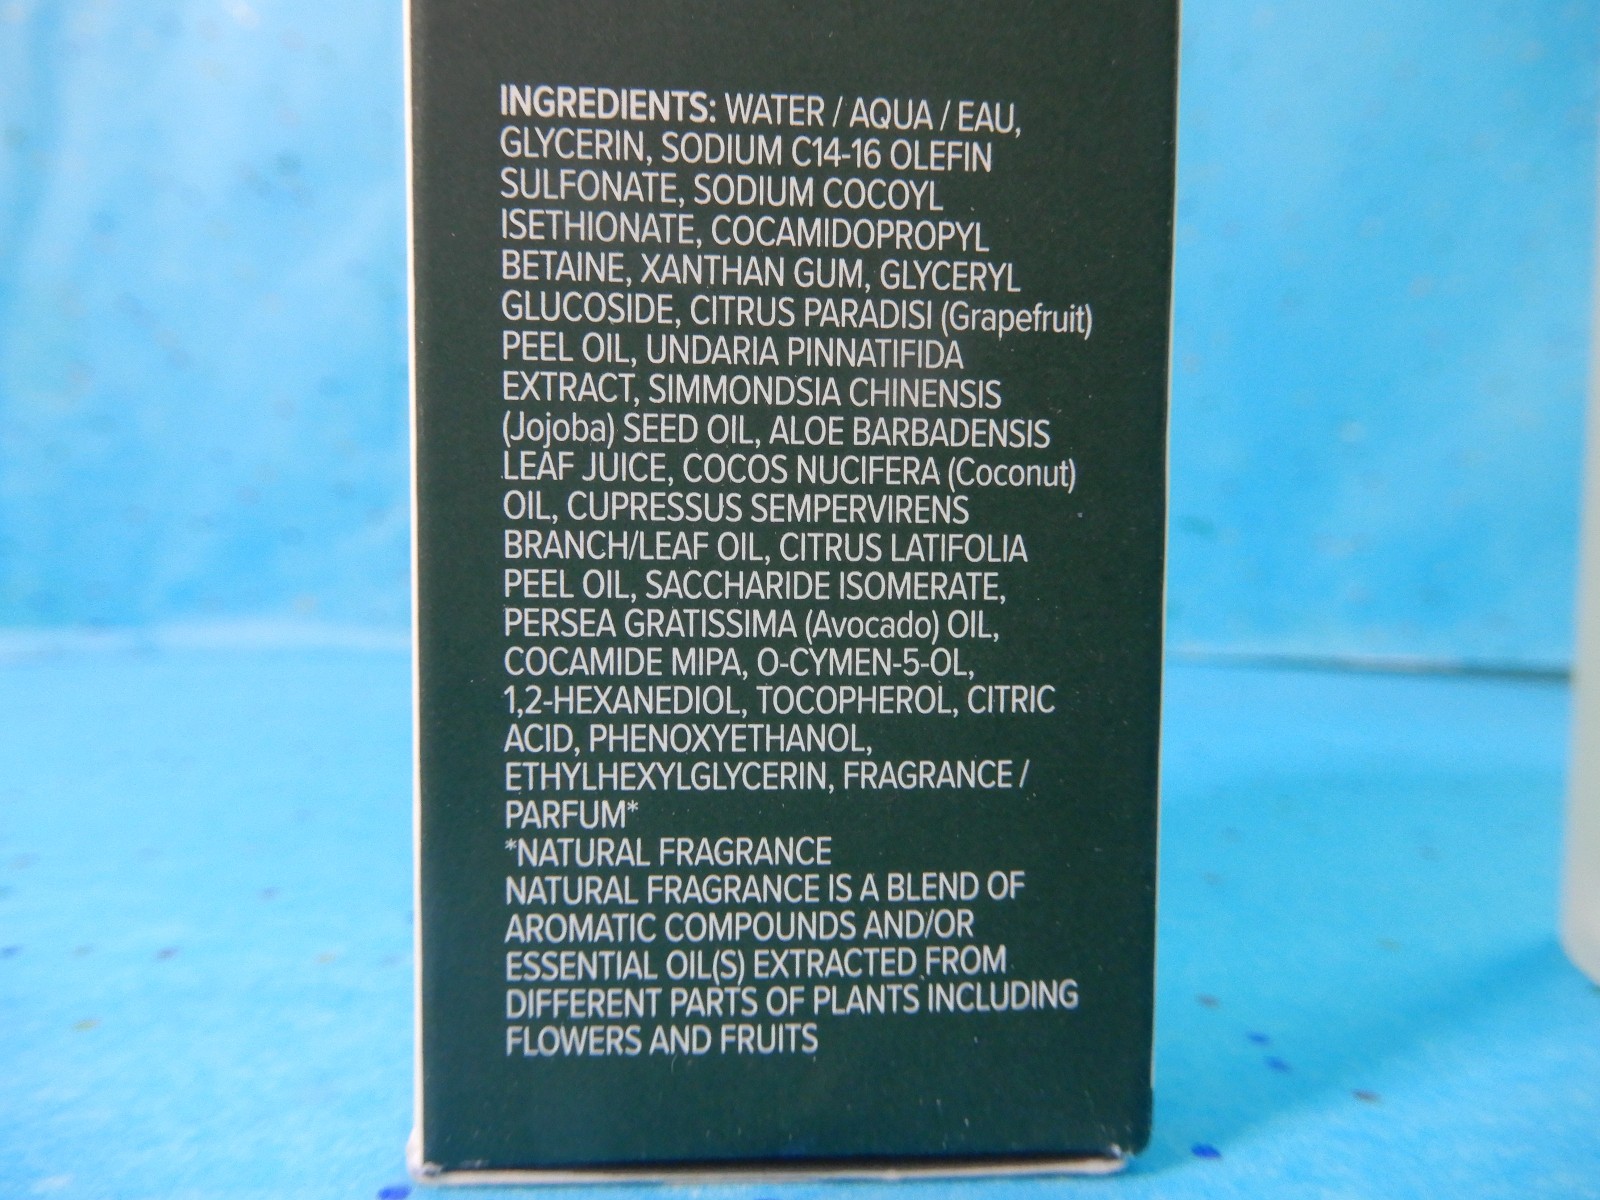 INGREDIENTS: WATER / AQUA / EAU,
GLYCERIN, SODIUM C14-16 OLEFIN
SULFONATE, SODIUM COCOYL
ISETHIONATE, COCAMIDOPROPYL
BETAINE, XANTHAN GUM, GLYCERYL
GLUCOSIDE, CITRUS PARADISI (Grapefruit)
PEEL OIL, UNDARIA PINNATIFIDA
EXTRACT, SIMMONDSIA CHINENSIS
(Jojoba) SEED OIL, ALOE BARBADENSIS
LEAF JUICE, COCOS NUCIFERA (Coconut)
OIL, CUPRESSUS SEMPERVIRENS
BRANCH/LEAF OIL, CITRUS LATIFOLIA
PEEL OIL, SACCHARIDE ISOMERATE,
PERSEA GRATISSIMA (Avocado) OIL,
COCAMIDE MIPA, O-CYMEN-5-OL,
1,2-HEXANEDIOL, TOCOPHEROL, CITRIC
ACID, PHENOXYETHANOL,
ETHYLHEXYLGLYCERIN, FRAGRANCE /
PARFUM*
*NATURAL FRAGRANCE
NATURAL FRAGRANCE IS A BLEND OF
AROMATIC COMPOUNDS AND/OR
ESSENTIAL OIL(S) EXTRACTED FROM
DIFFERENT PARTS OF PLANTS INCLUDING
FLOWERS AND FRUITS